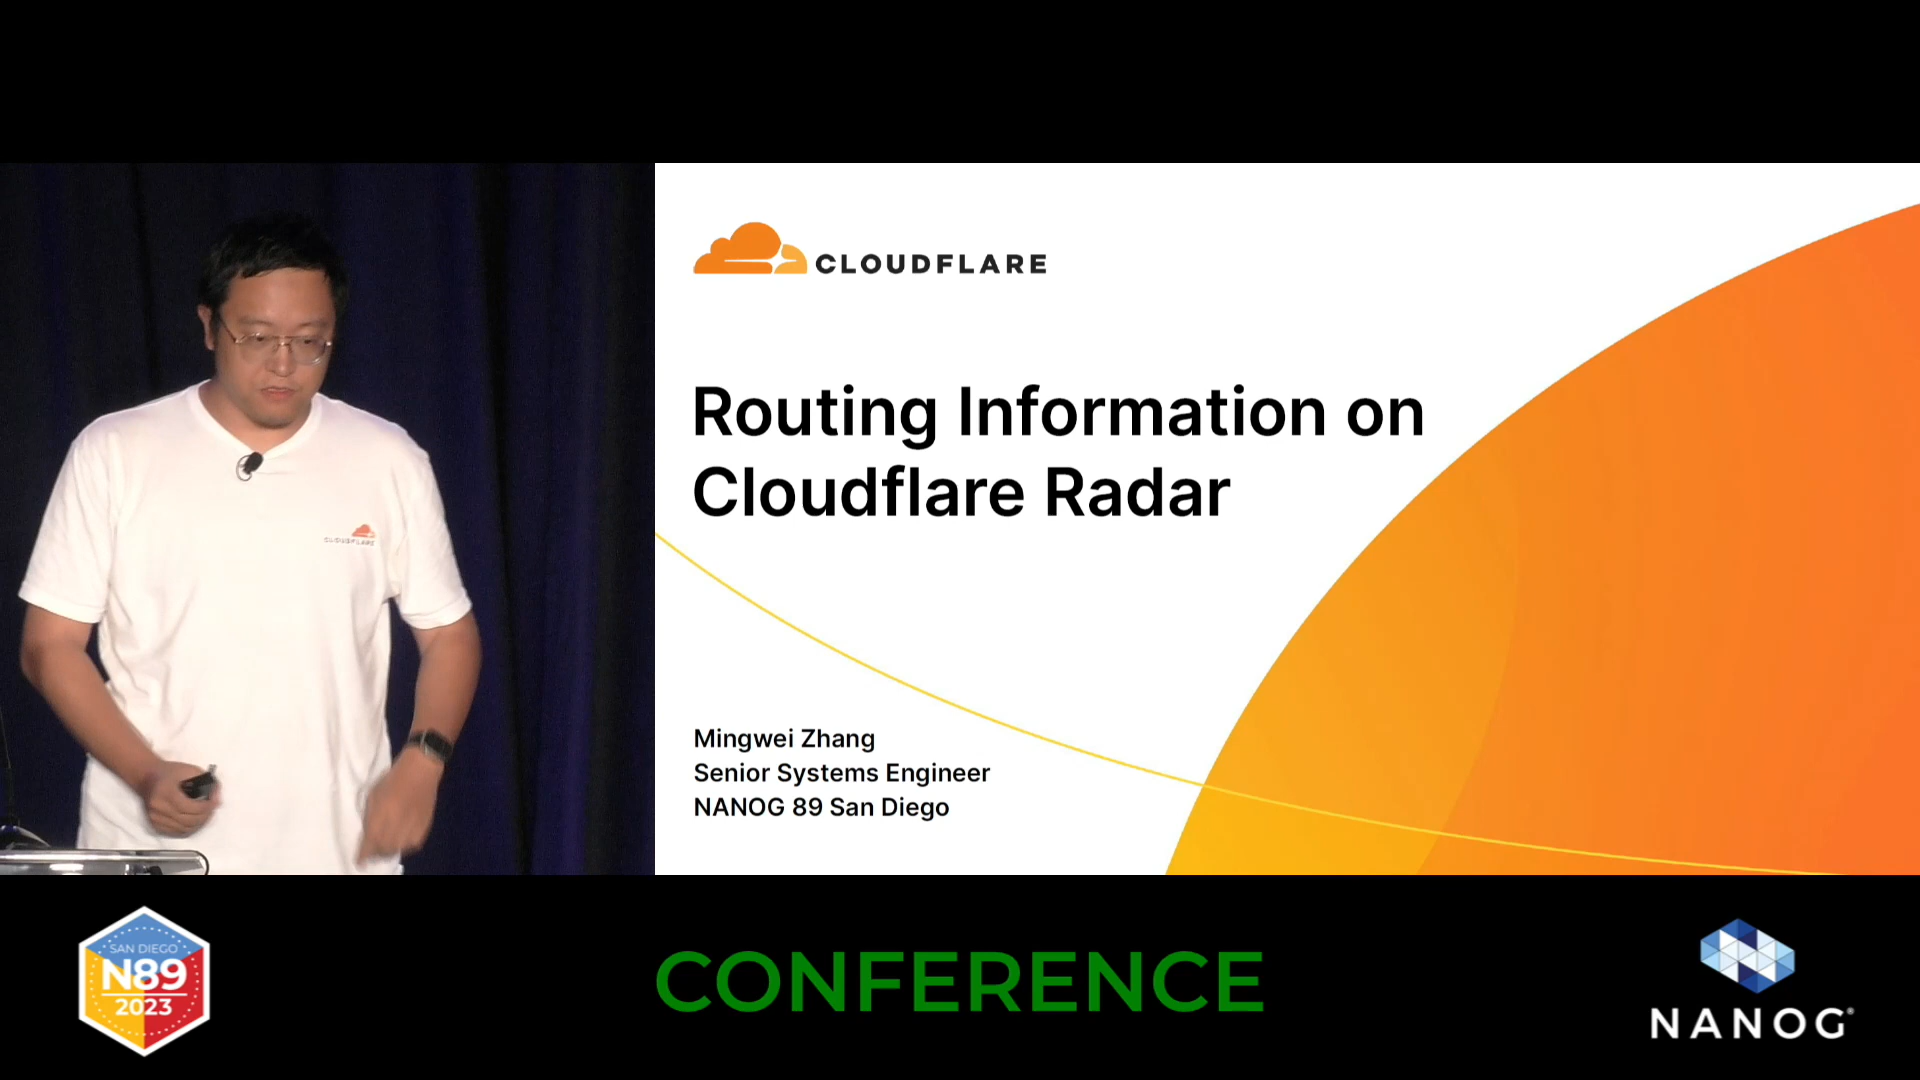 CLOUDFLARE
Routing Information on
Cloudflare Radar
Mingwei Zhang
Senior Systems Engineer
NANOG 89 San Diego
CLOUDFLARE
SAN DIEGO
N89
2023
CONFERENCE
NANOG®